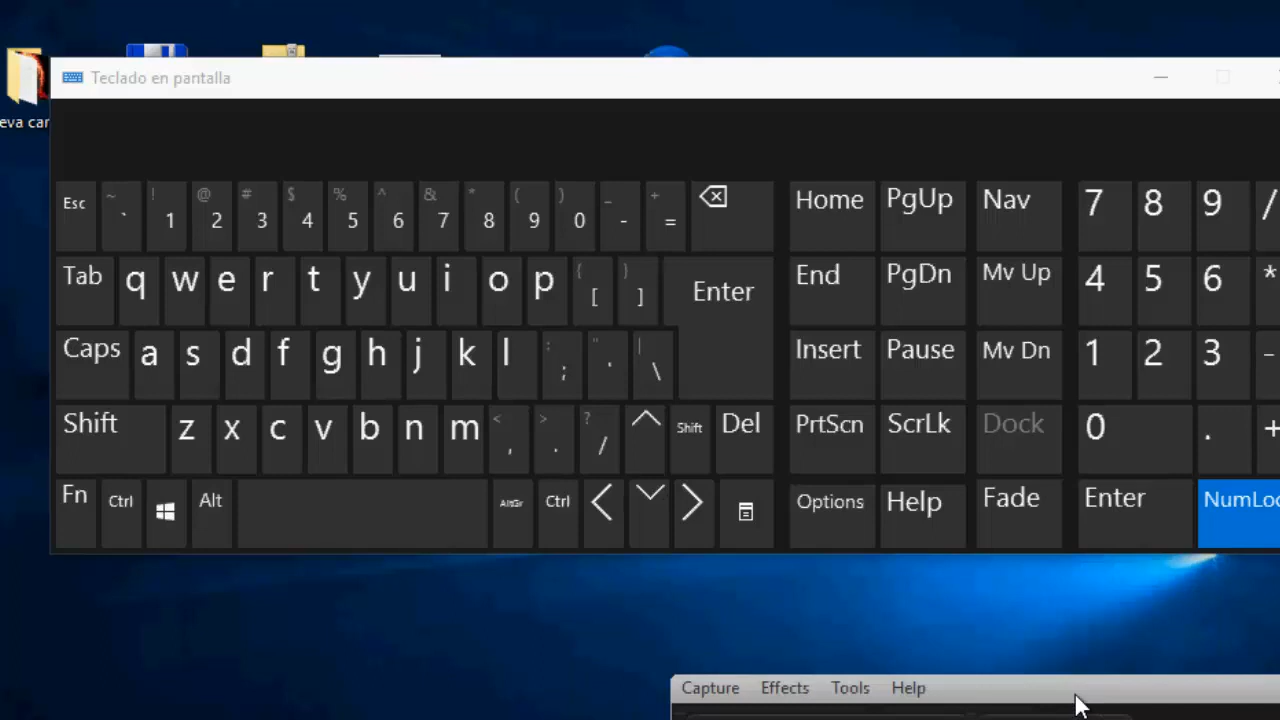 Teclado en pantalla
eva car
Esc ~ ` ! 1 @ 2 # 3 $ 4 % 5 ^ 6 & 7 * 8 ( 9 ) 0 _ - + = Home PgUp Nav 7 8 9 /
Tab q w e r t y u i o p { [ } ] Enter End PgDn Mv Up 4 5 6 *
Caps a s d f g h j k l : ; " ' | \ Insert Pause Mv Dn 1 2 3 -
Shift z x c v b n m < , > . ? / Shift Del PrtScn ScrLk Dock 0 . +
Fn Ctrl Alt AltGr Ctrl Options Help Fade Enter NumLoc
Capture Effects Tools Help